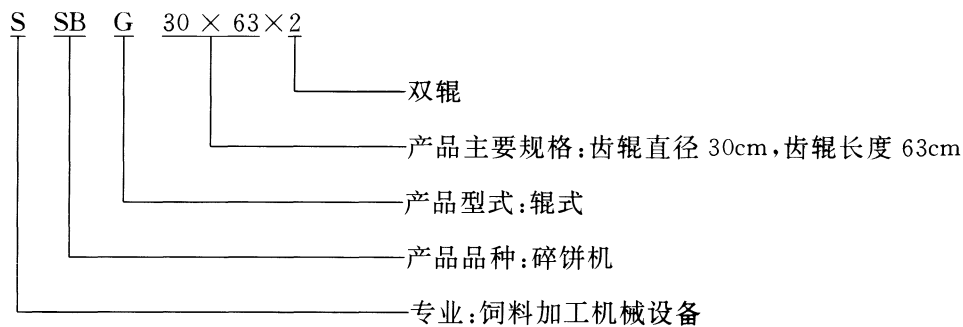 S SB G 30×63×2
双辊
产品主要规格:齿辊直径 30cm,齿辊长度 63cm
产品型式:辊式
产品品种:碎饼机
专业:饲料加工机械设备